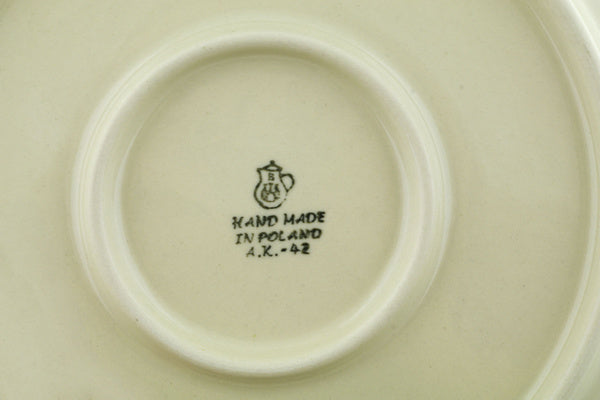 B
HAND MADE
IN POLAND
A.K.-42